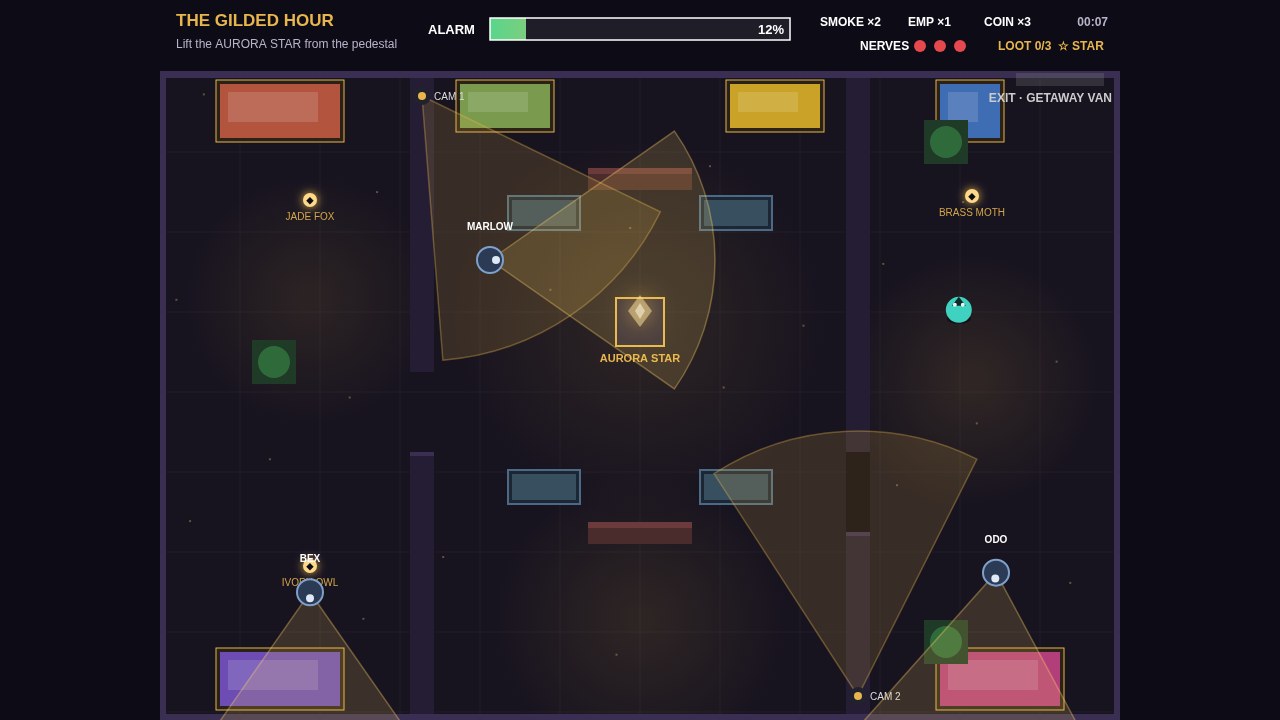 THE GILDED HOUR
Lift the AURORA STAR from the pedestal
ALARM
12%
SMOKE ×2 EMP ×1 COIN ×3 00:07
NERVES
LOOT 0/3 ☆ STAR
CAM 1
EXIT · GETAWAY VAN
JADE FOX
BRASS MOTH
MARLOW
AURORA STAR
ODO
BEX
CAM 2